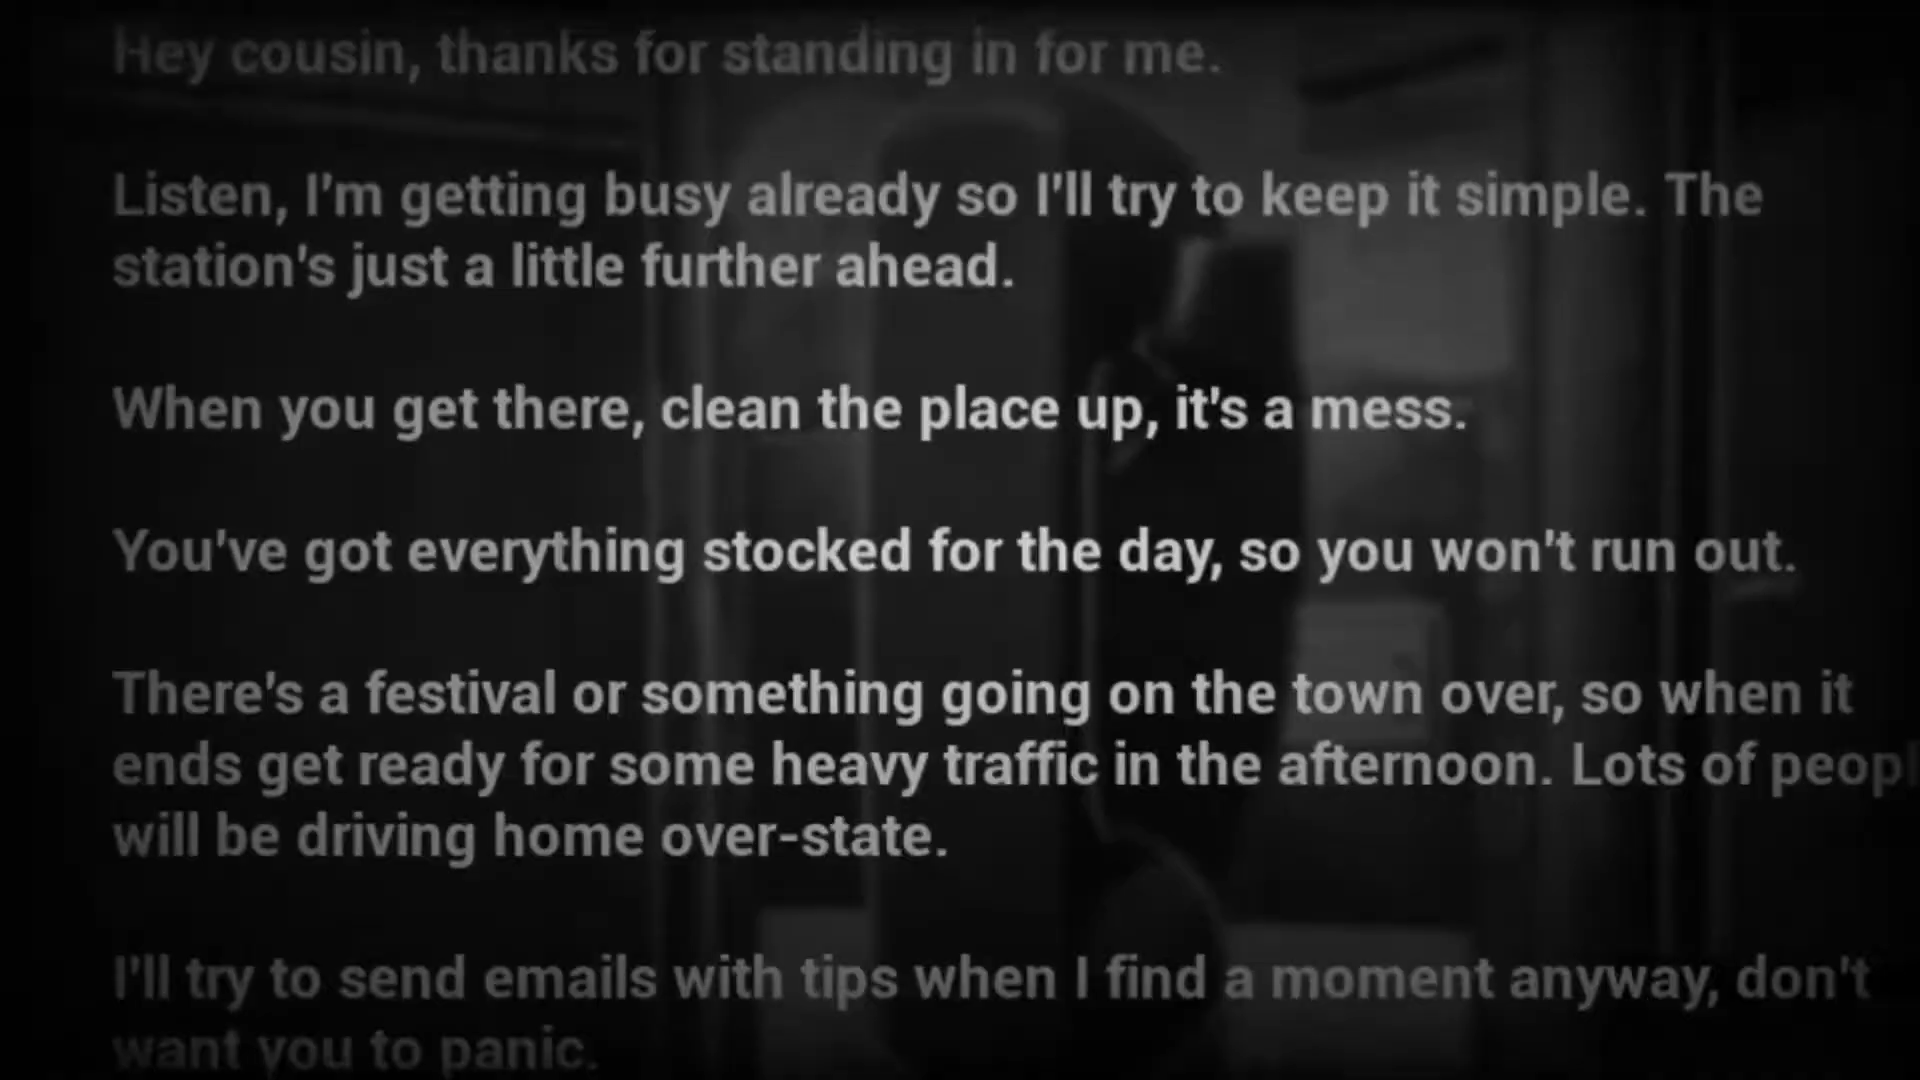 Hey cousin, thanks for standing in for me.
Listen, I'm getting busy already so I'll try to keep it simple. The
station's just a little further ahead.
When you get there, clean the place up, it's a mess.
You've got everything stocked for the day, so you won't run out.
There's a festival or something going on the town over, so when it
ends get ready for some heavy traffic in the afternoon. Lots of peopl
will be driving home over-state.
I'll try to send emails with tips when I find a moment anyway, don't
want you to panic.